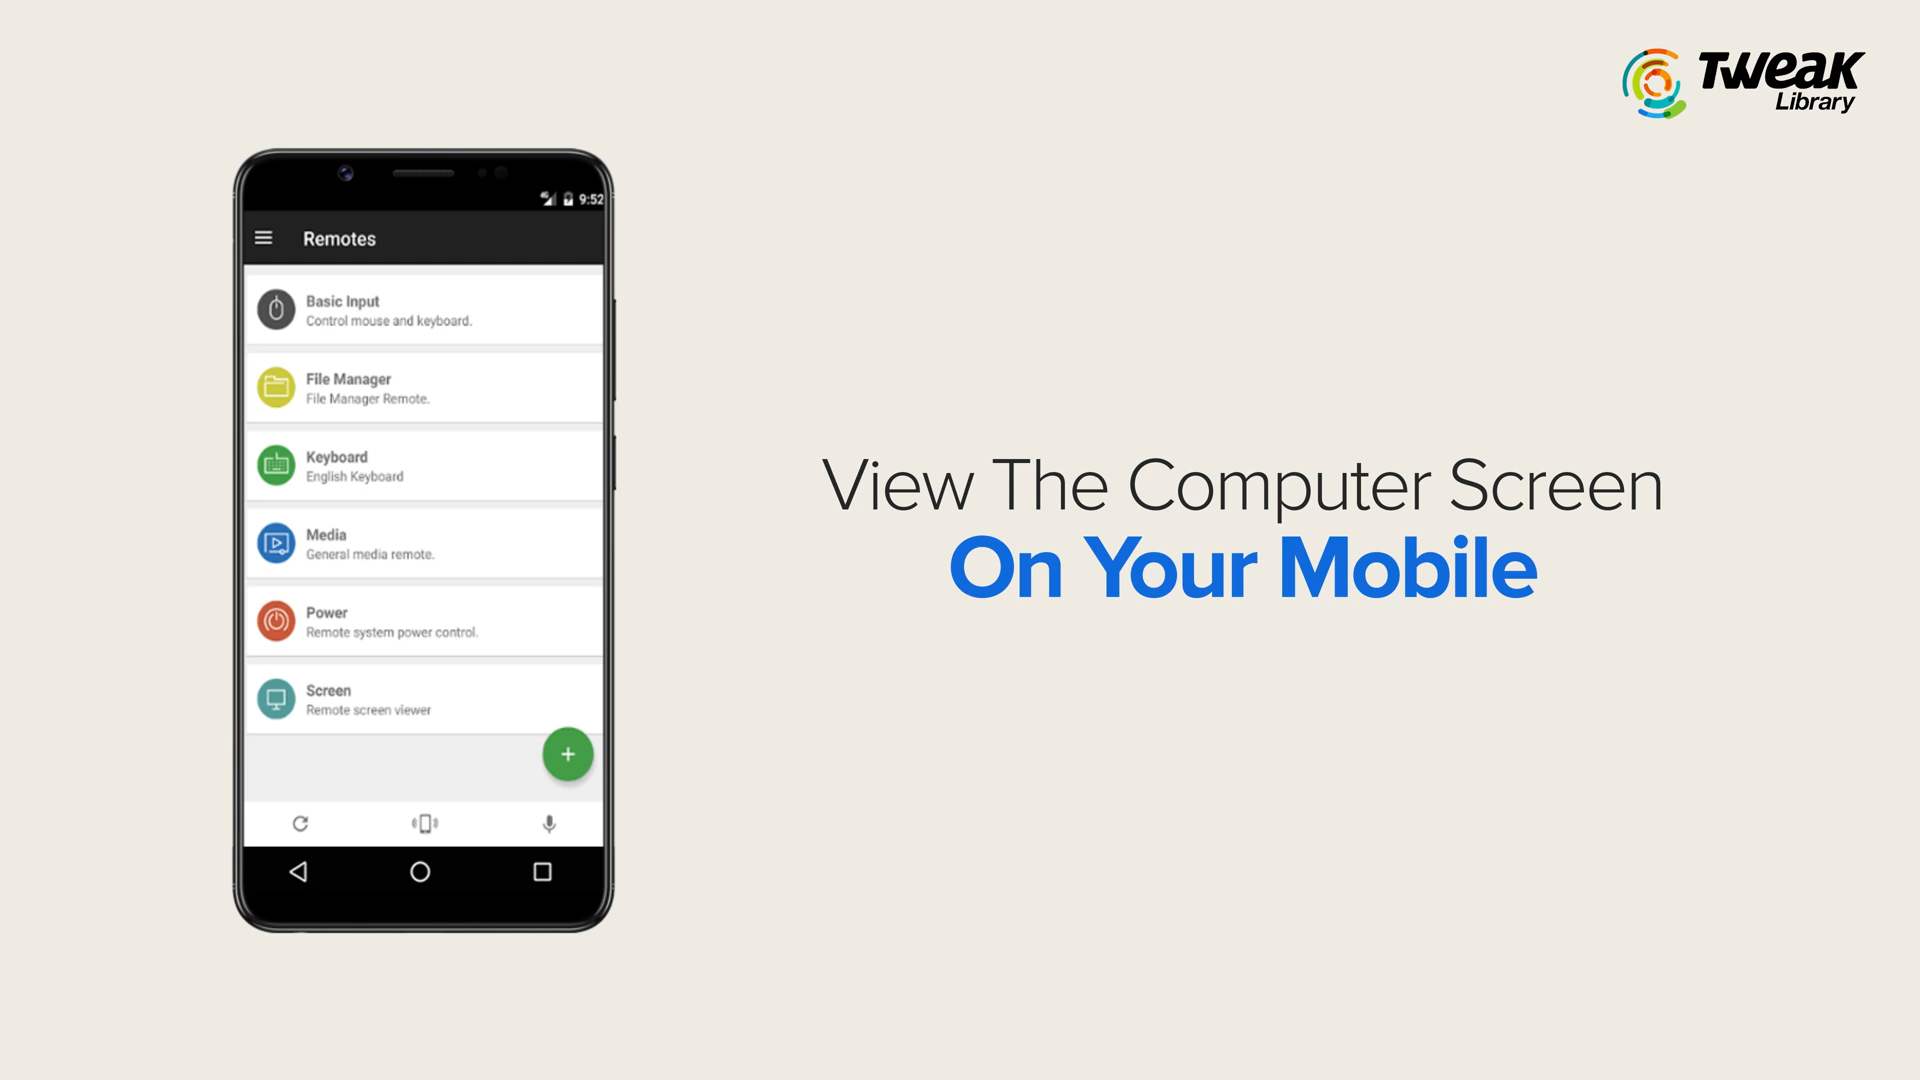 TWEAK
Library
9:52
Remotes
Basic Input
Control mouse and keyboard.
File Manager
File Manager Remote.
Keyboard
English Keyboard
Media
General media remote.
Power
Remote system power control.
Screen
Remote screen viewer
View The Computer Screen
On Your Mobile